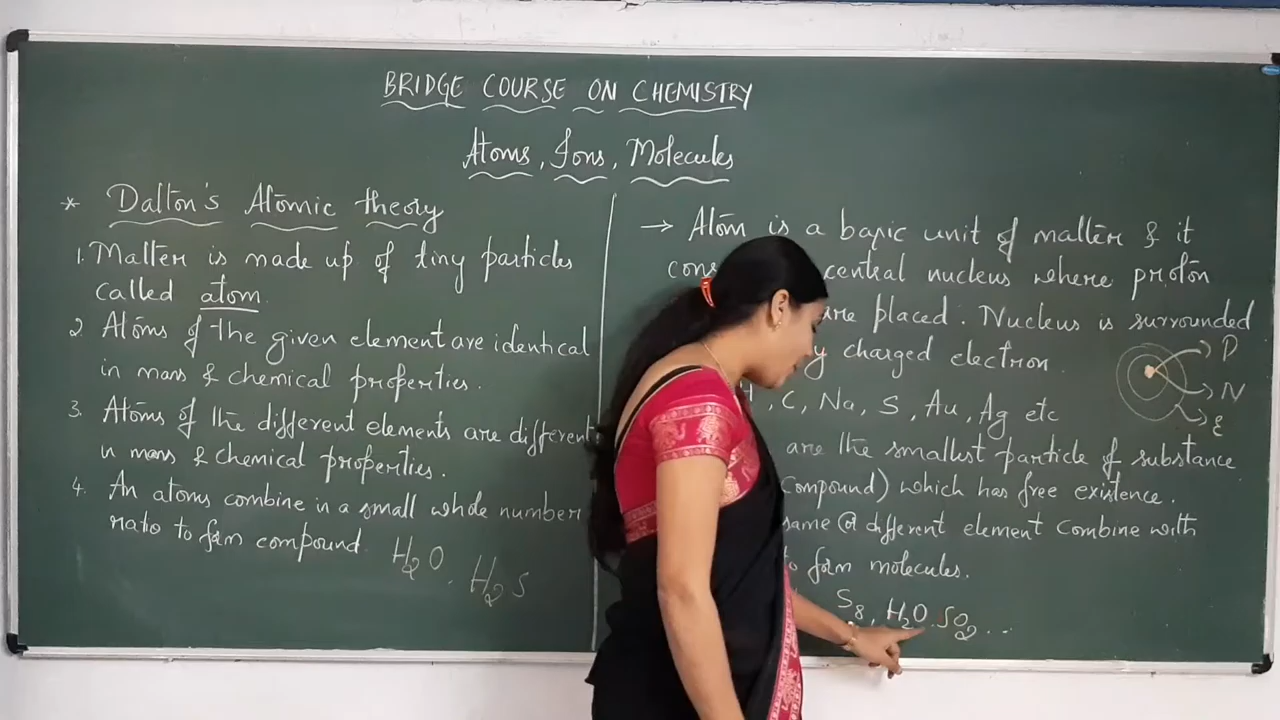 BRIDGE COURSE ON CHEMISTRY
Atoms, Ions, Molecules
* Dalton's Atomic theory
1. Matter is made up of tiny particles
called atom.
2 Atoms of the given element are identical
in mass & chemical properties.
3. Atoms of the different elements are different
in mass & chemical properties.
4. An atoms combine in a small whole number
ratio to form compound. H2O. H2S
→ Atom is a basic unit of matter & it
central nucleus where proton
are placed. Nucleus is surrounded
charged electron.
P
N
E
, C, Na, S, Au, Ag etc
are the smallest particle of substance
Compound) which has free existence.
same @ different element Combine with
to form molecules.
S8, H2O. SO2...